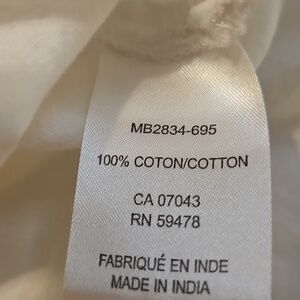 MB2834-695
100% COTON/COTTON
CA 07043
RN 59478
FABRIQUÉ EN INDE
MADE IN INDIA